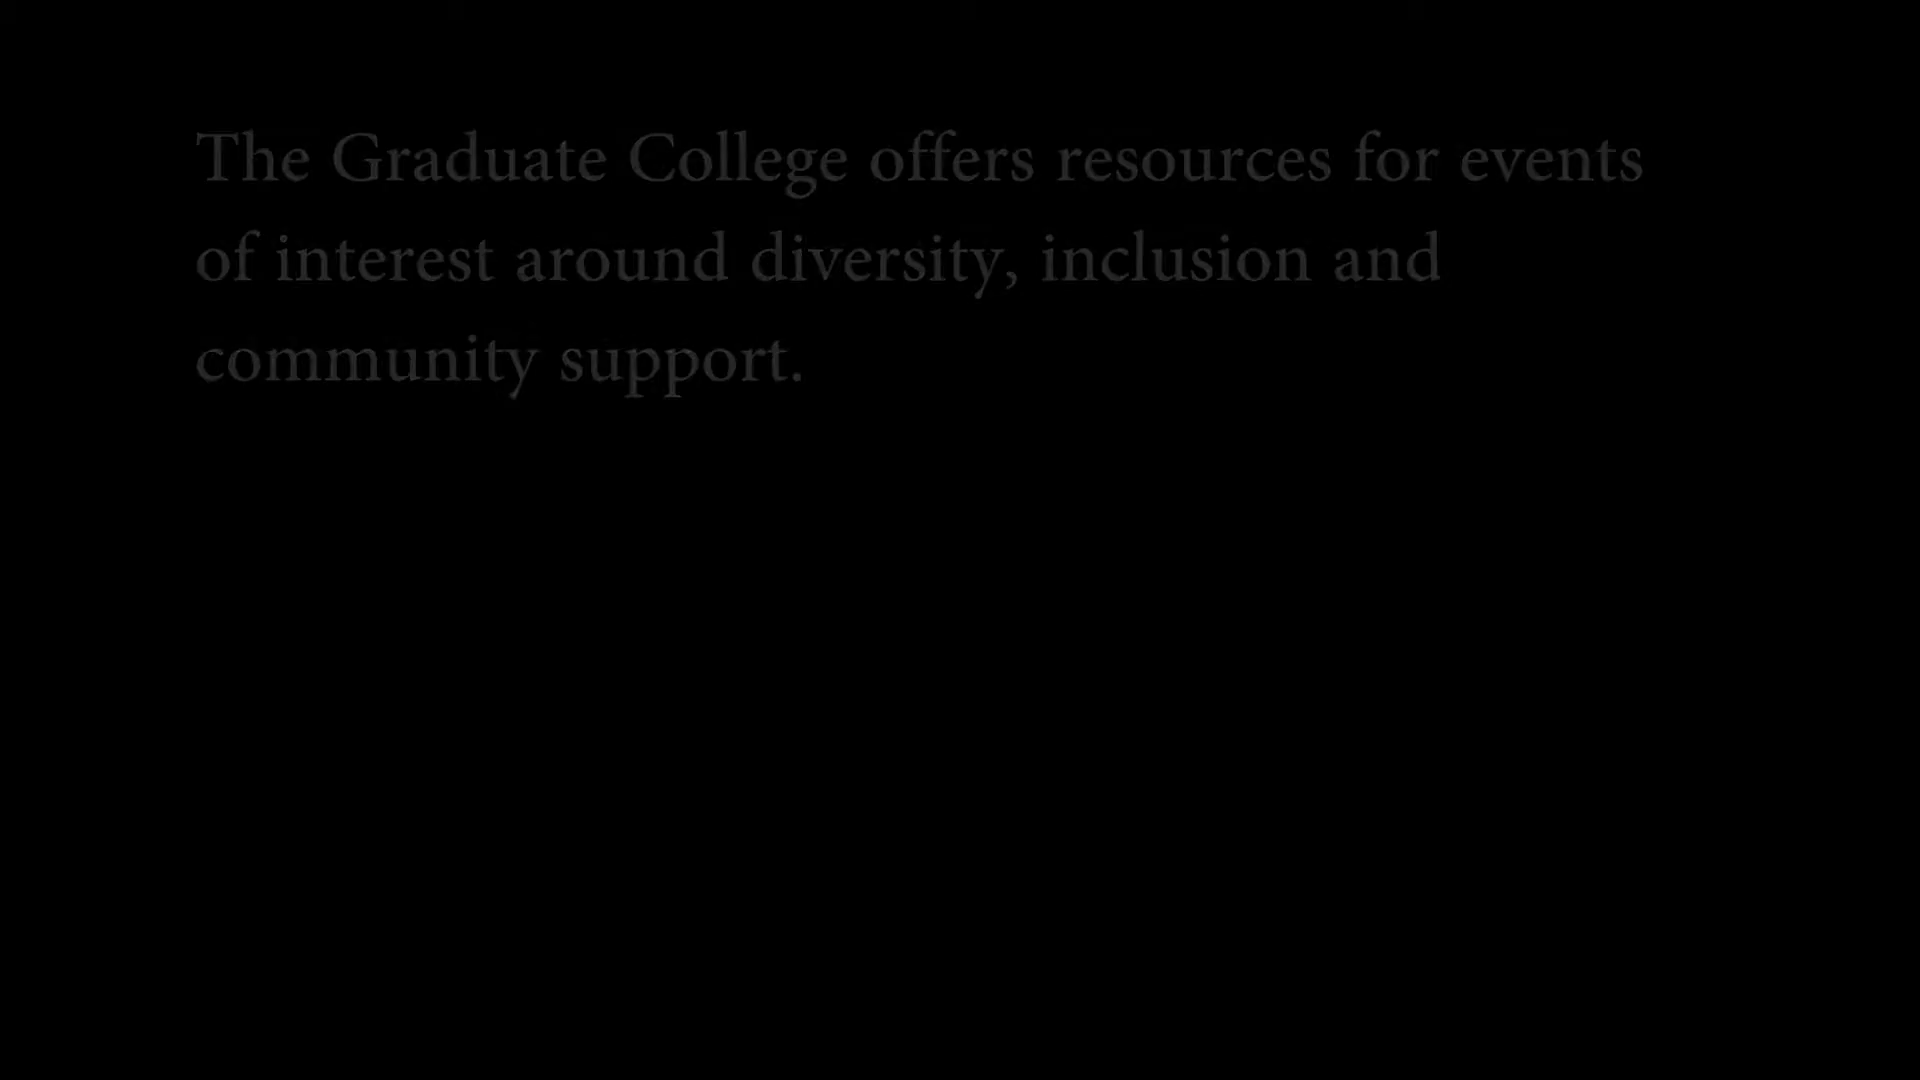 The Graduate College offers resources for events
of interest around diversity, inclusion and
community support.